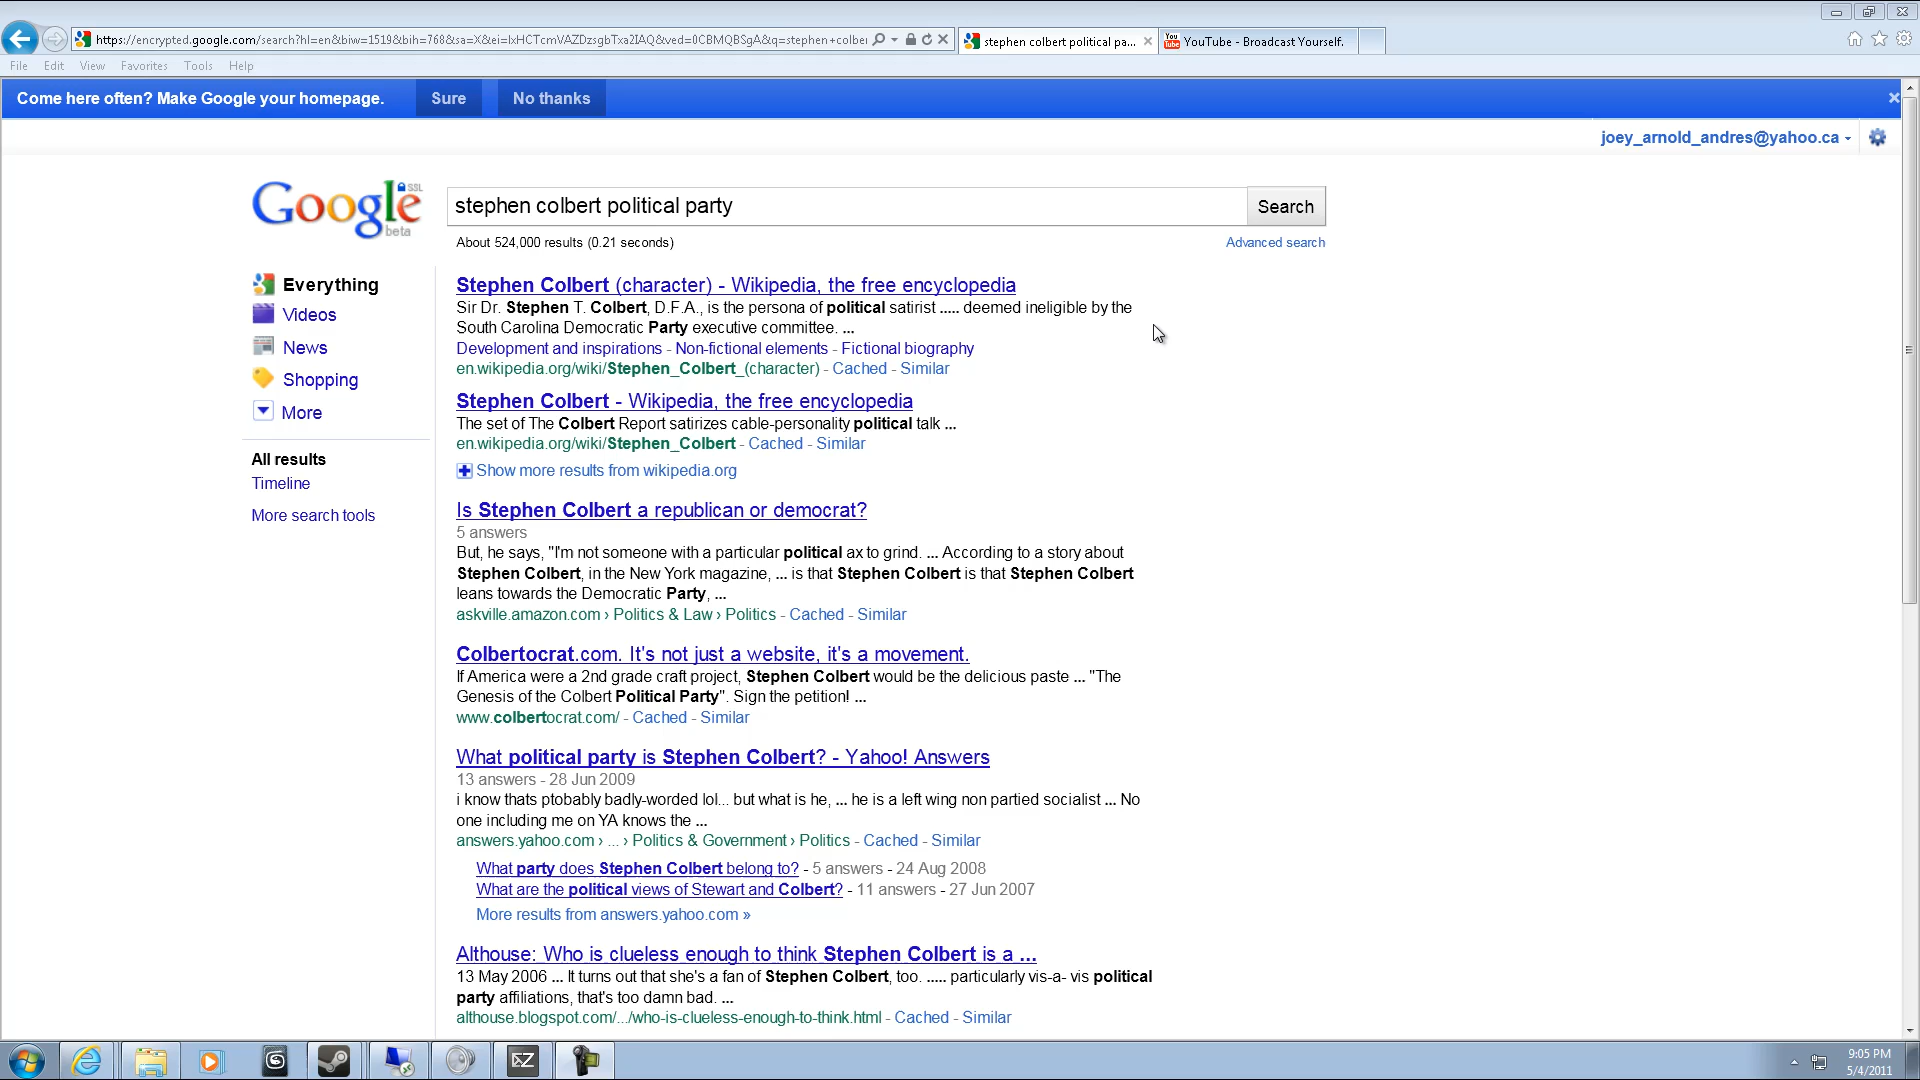 https://encrypted.google.com/search?hl=en&biw=1519&bih=768&sa=X&ei=IxHCTcmVAZDzsgbTxa2IAQ&ved=0CBMQBSgA&q=stephen+colbe
stephen colbert political pa...
YouTube - Broadcast Yourself.
File Edit View Favorites Tools Help
Come here often? Make Google your homepage. Sure No thanks
joey_arnold_andres@yahoo.ca
Google SSL beta
stephen colbert political party Search
About 524,000 results (0.21 seconds) Advanced search
Everything
Videos
News
Shopping
More
All results
Timeline
More search tools
Stephen Colbert (character) - Wikipedia, the free encyclopedia
Sir Dr. Stephen T. Colbert, D.F.A., is the persona of political satirist ..... deemed ineligible by the
South Carolina Democratic Party executive committee. ...
Development and inspirations - Non-fictional elements - Fictional biography
en.wikipedia.org/wiki/Stephen_Colbert_(character) - Cached - Similar
Stephen Colbert - Wikipedia, the free encyclopedia
The set of The Colbert Report satirizes cable-personality political talk ...
en.wikipedia.org/wiki/Stephen_Colbert - Cached - Similar
Show more results from wikipedia.org
Is Stephen Colbert a republican or democrat?
5 answers
But, he says, "I'm not someone with a particular political ax to grind. ... According to a story about
Stephen Colbert, in the New York magazine, ... is that Stephen Colbert is that Stephen Colbert
leans towards the Democratic Party, ...
askville.amazon.com › Politics & Law › Politics - Cached - Similar
Colbertocrat.com. It's not just a website, it's a movement.
If America were a 2nd grade craft project, Stephen Colbert would be the delicious paste ... "The
Genesis of the Colbert Political Party". Sign the petition! ...
www.colbertocrat.com/ - Cached - Similar
What political party is Stephen Colbert? - Yahoo! Answers
13 answers - 28 Jun 2009
i know thats ptobably badly-worded lol... but what is he, ... he is a left wing non partied socialist ... No
one including me on YA knows the ...
answers.yahoo.com › ... › Politics & Government › Politics - Cached - Similar
What party does Stephen Colbert belong to? - 5 answers - 24 Aug 2008
What are the political views of Stewart and Colbert? - 11 answers - 27 Jun 2007
More results from answers.yahoo.com »
Althouse: Who is clueless enough to think Stephen Colbert is a ...
13 May 2006 ... It turns out that she's a fan of Stephen Colbert, too. ..... particularly vis-a- vis political
party affiliations, that's too damn bad. ...
althouse.blogspot.com/.../who-is-clueless-enough-to-think.html - Cached - Similar
9:05 PM
5/4/2011